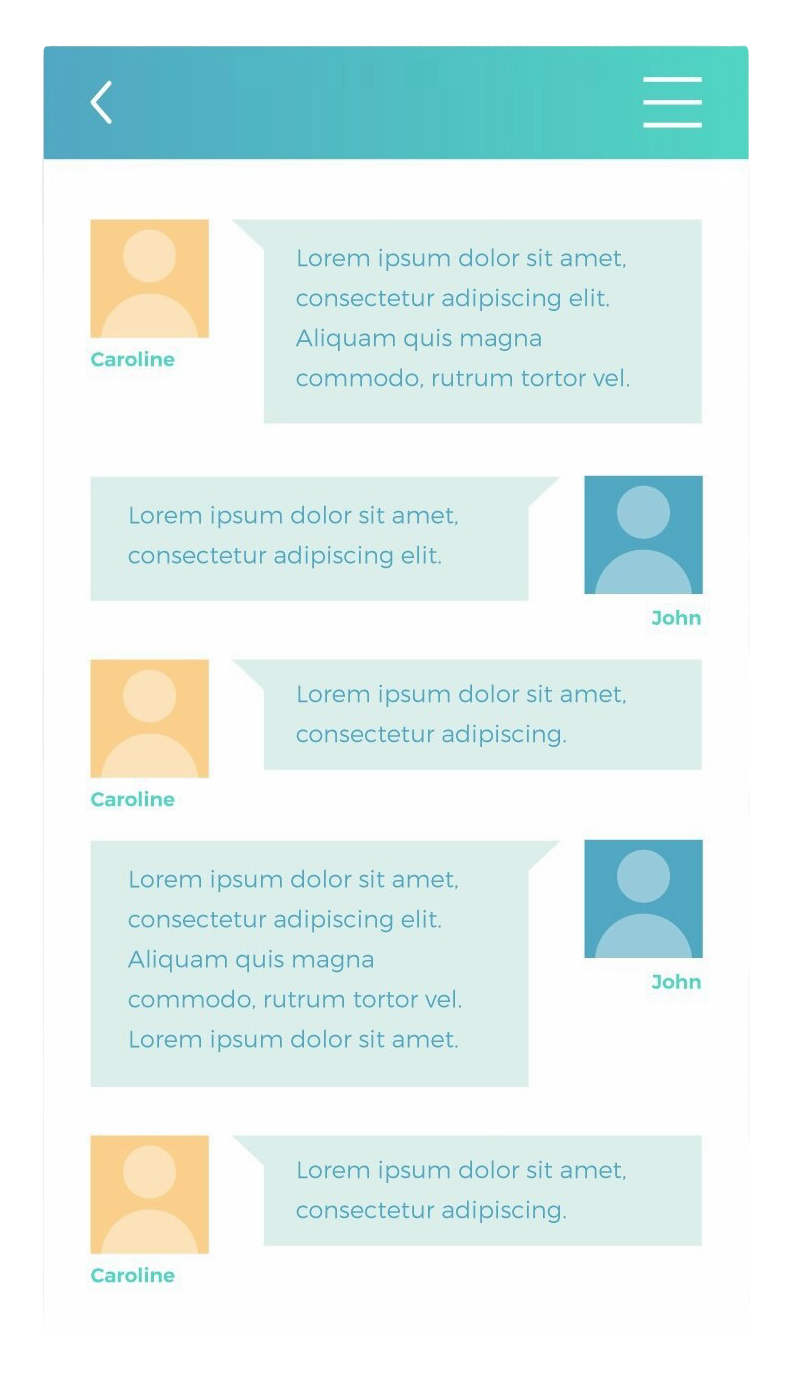 Lorem ipsum dolor sit amet,
consectetur adipiscing elit.
Aliquam quis magna
commodo, rutrum tortor vel.
Caroline
Lorem ipsum dolor sit amet,
consectetur adipiscing elit.
John
Lorem ipsum dolor sit amet,
consectetur adipiscing.
Caroline
Lorem ipsum dolor sit amet,
consectetur adipiscing elit.
Aliquam quis magna
commodo, rutrum tortor vel.
Lorem ipsum dolor sit amet.
John
Lorem ipsum dolor sit amet,
consectetur adipiscing.
Caroline